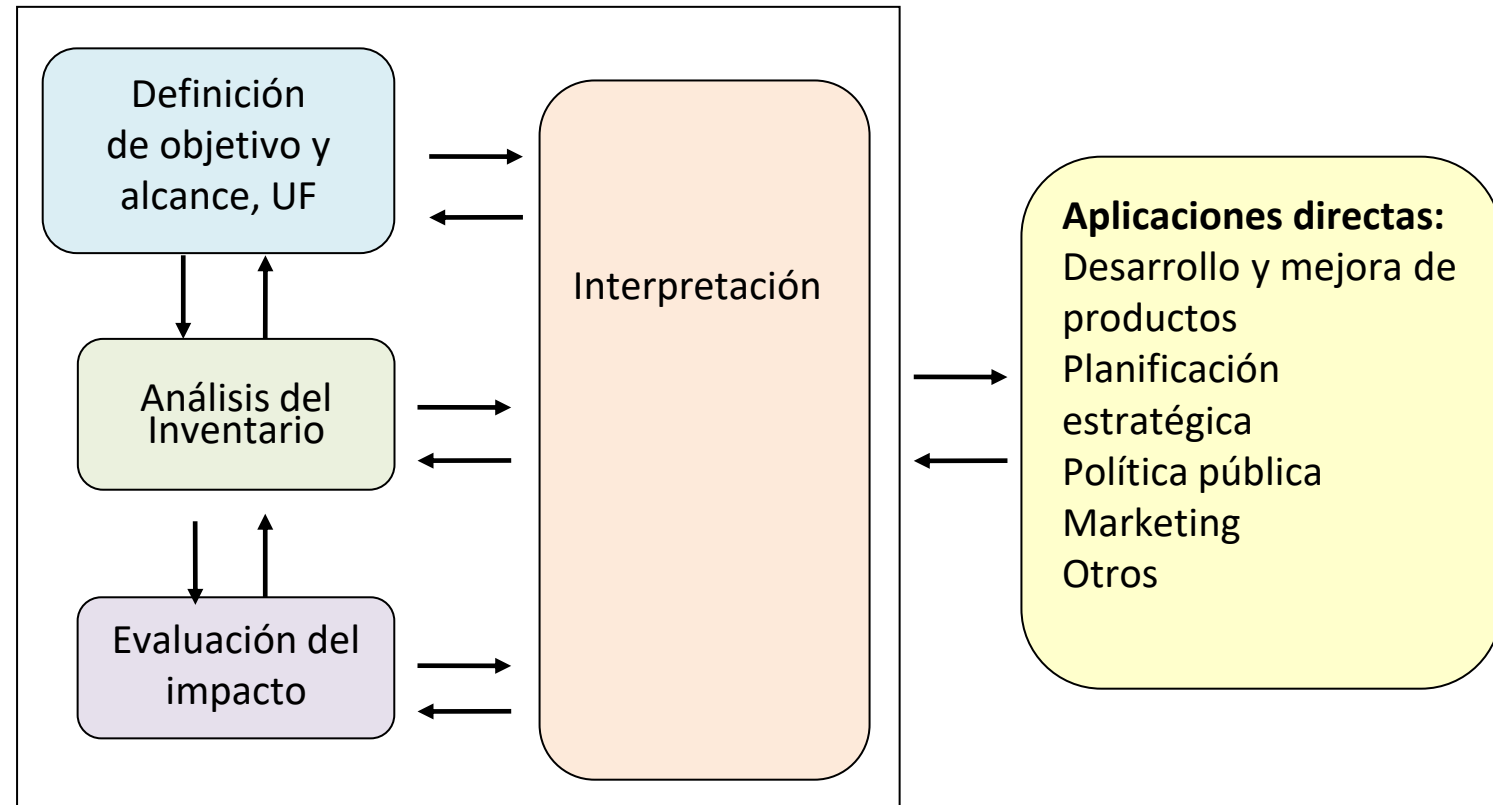 Definición
de objetivo y
alcance, UF
Análisis del
Inventario
Evaluación del
impacto
Interpretación
Aplicaciones directas:
Desarrollo y mejora de
productos
Planificación
estratégica
Política pública
Marketing
Otros